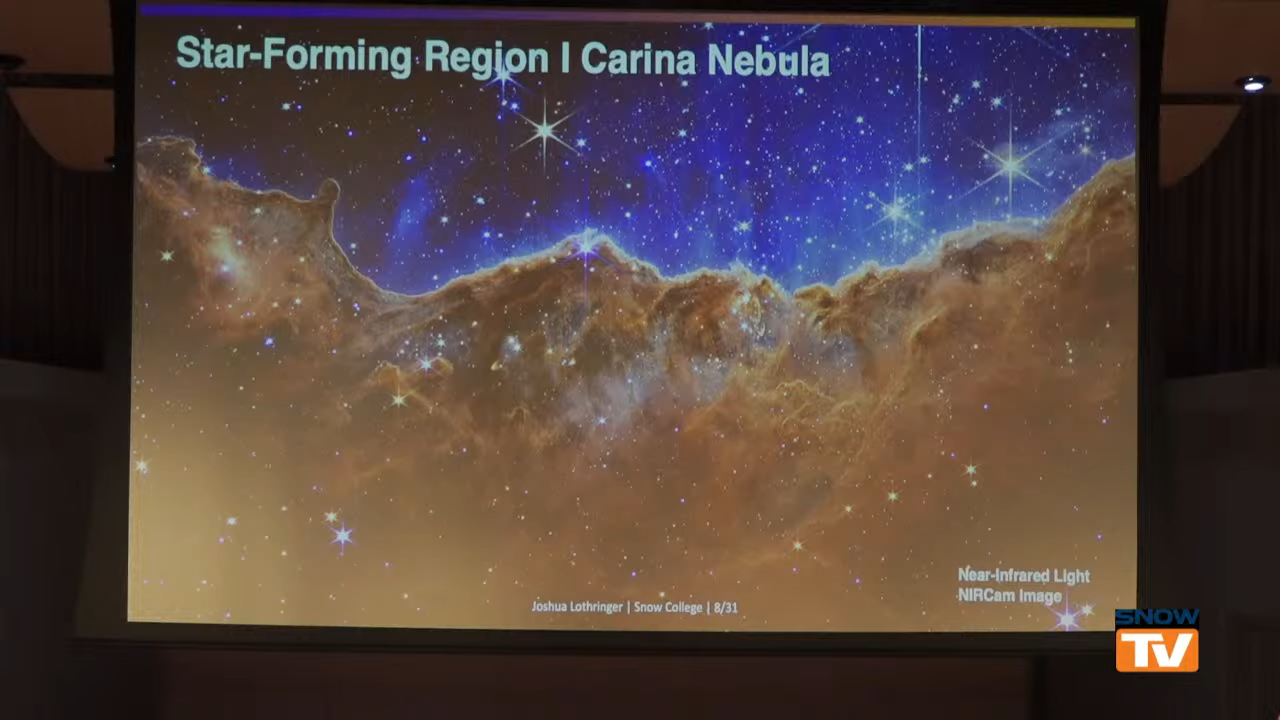 Star-Forming Region | Carina Nebula
Near-Infrared Light
NIRCam Image
Joshua Lothringer | Snow College | 8/31
SNOW
TV